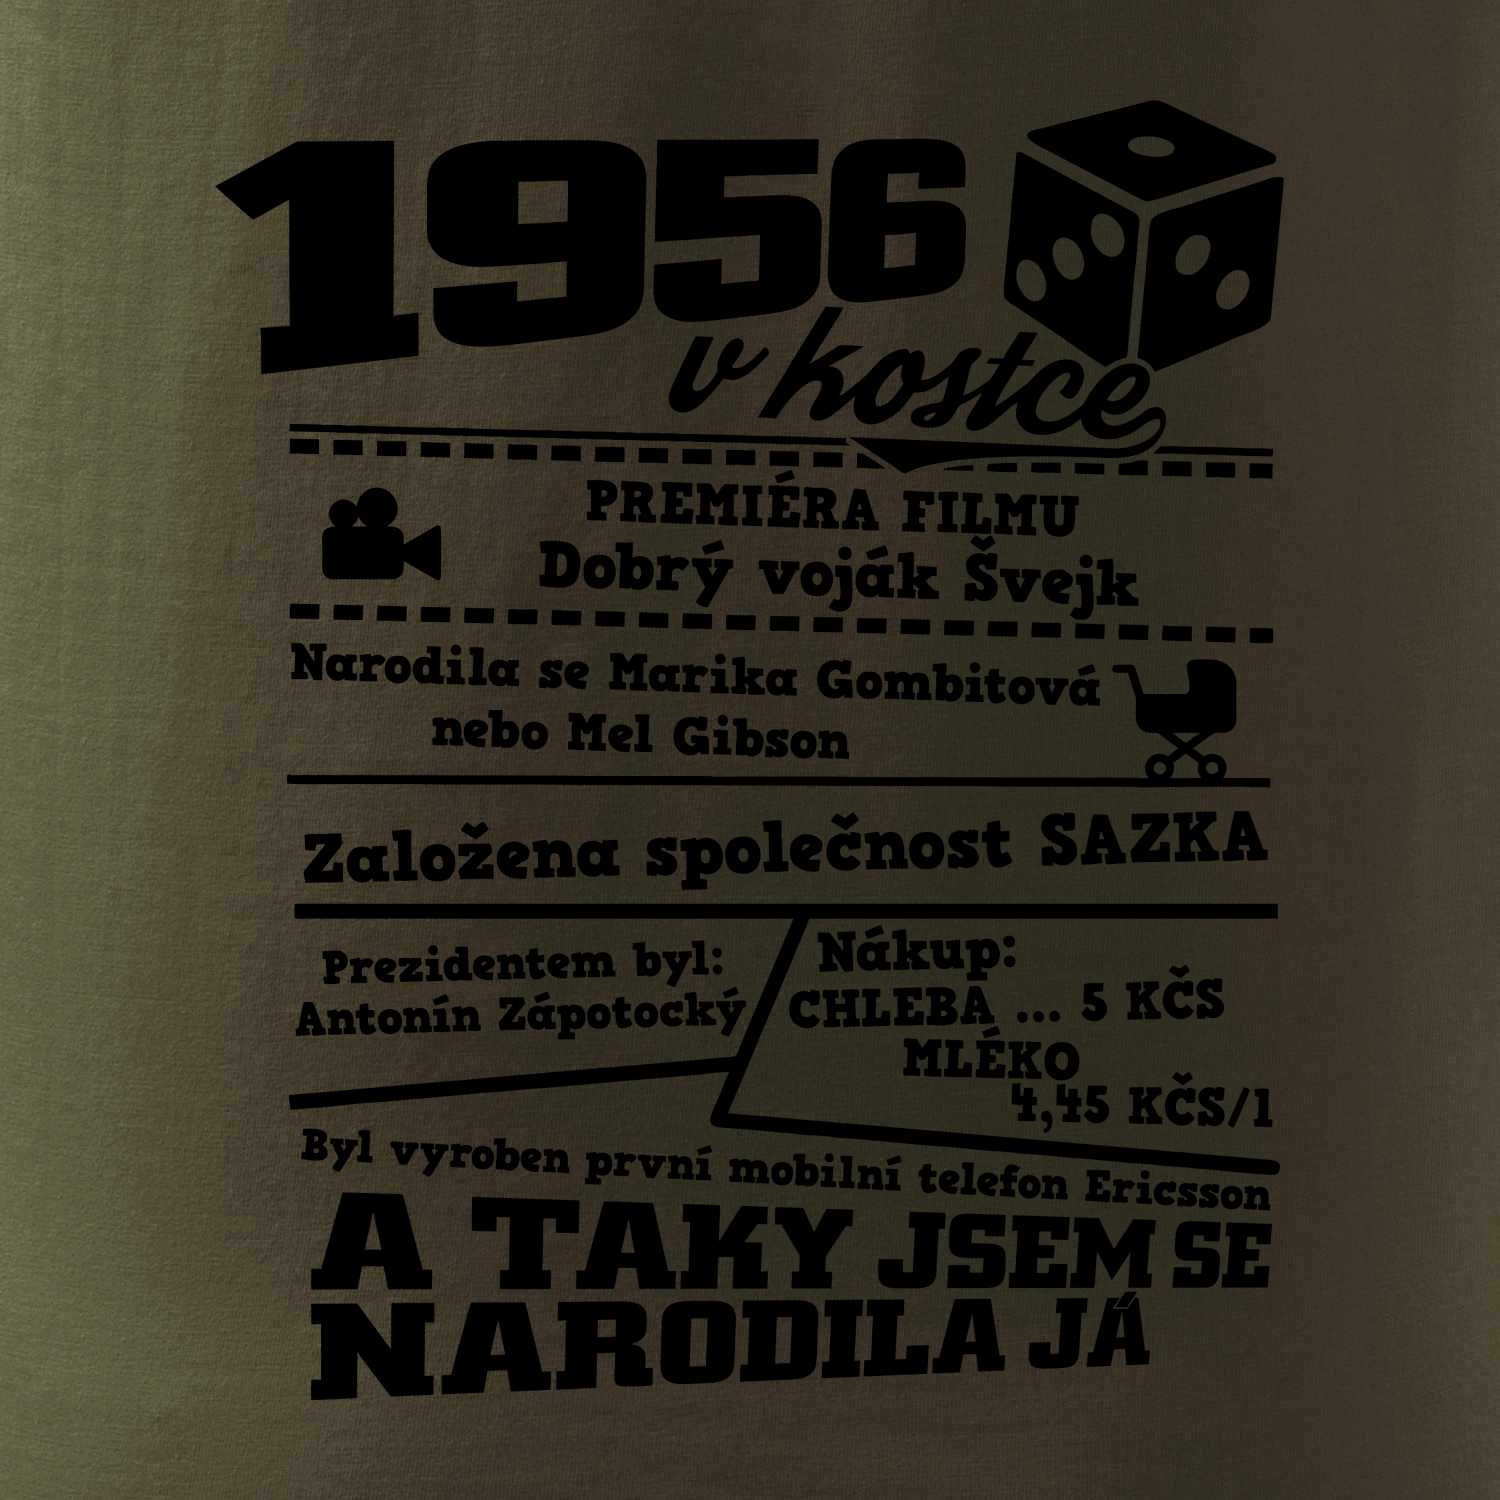 1956
v kostce
PREMIÉRA FILMU
Dobrý voják Švejk
Narodila se Marika Gombitová
nebo Mel Gibson
Založena společnost SAZKA
Prezidentem byl:
Antonín Zápotocký
Nákup:
CHLEBA ... 5 KČS
MLÉKO
4,45 KČS/l
Byl vyroben první mobilní telefon Ericsson
A TAKY JSEM SE
NARODILA JÁ